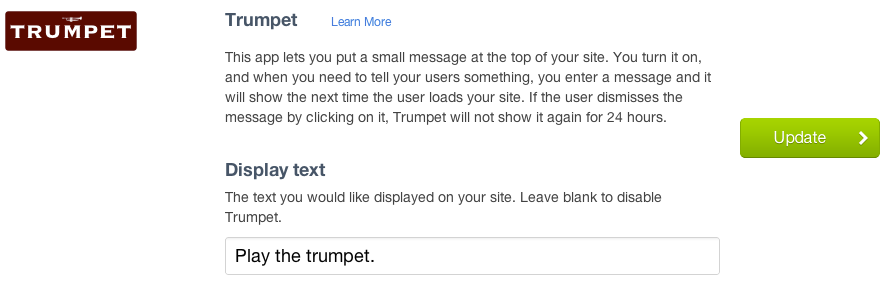 TRUMPET
Trumpet Learn More
This app lets you put a small message at the top of your site. You turn it on,
and when you need to tell your users something, you enter a message and it
will show the next time the user loads your site. If the user dismisses the
message by clicking on it, Trumpet will not show it again for 24 hours.
Update
Display text
The text you would like displayed on your site. Leave blank to disable
Trumpet.
Play the trumpet.